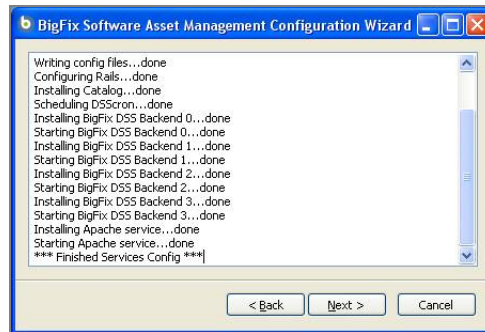 BigFix Software Asset Management Configuration Wizard
Writing config files...done
Configuring Rails...done
Installing Catalog...done
Scheduling DSScron...done
Installing BigFix DSS Backend 0...done
Starting BigFix DSS Backend 0...done
Installing BigFix DSS Backend 1...done
Starting BigFix DSS Backend 1...done
Installing BigFix DSS Backend 2...done
Starting BigFix DSS Backend 2...done
Installing BigFix DSS Backend 3...done
Starting BigFix DSS Backend 3...done
Installing Apache service...done
Starting Apache service...done
*** Finished Services Config ***
< Back Next > Cancel